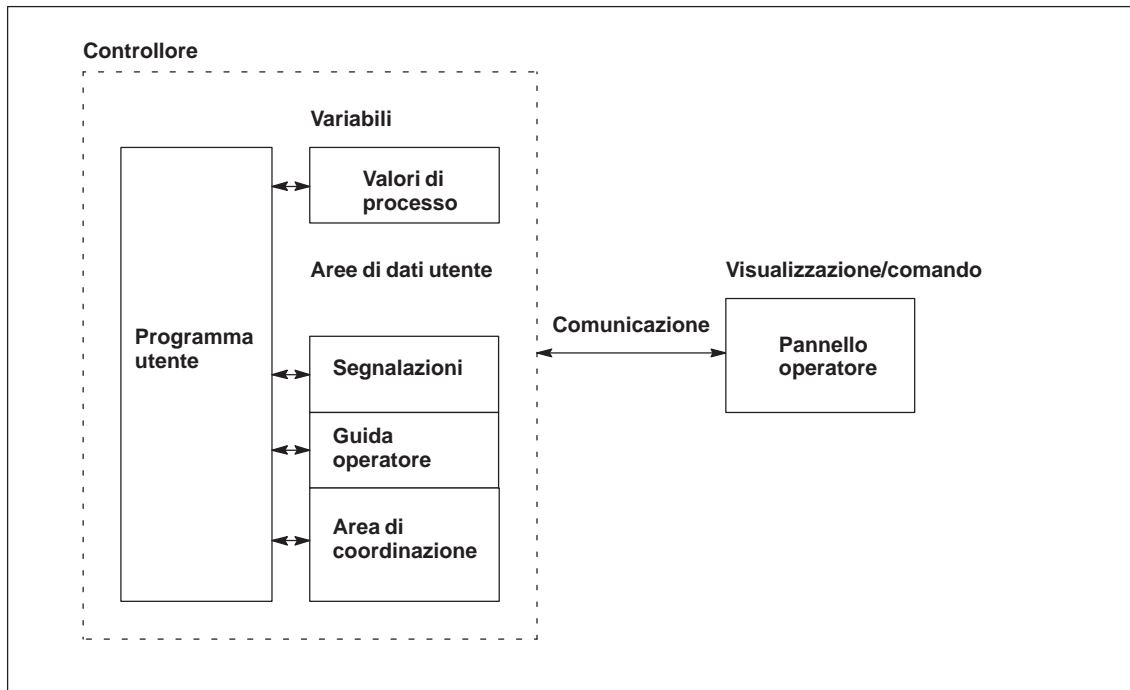 Controllore
Variabili
Valori di
processo
Aree di dati utente
Visualizzazione/comando
Comunicazione
Programma
utente
Segnalazioni
Pannello
operatore
Guida
operatore
Area di
coordinazione